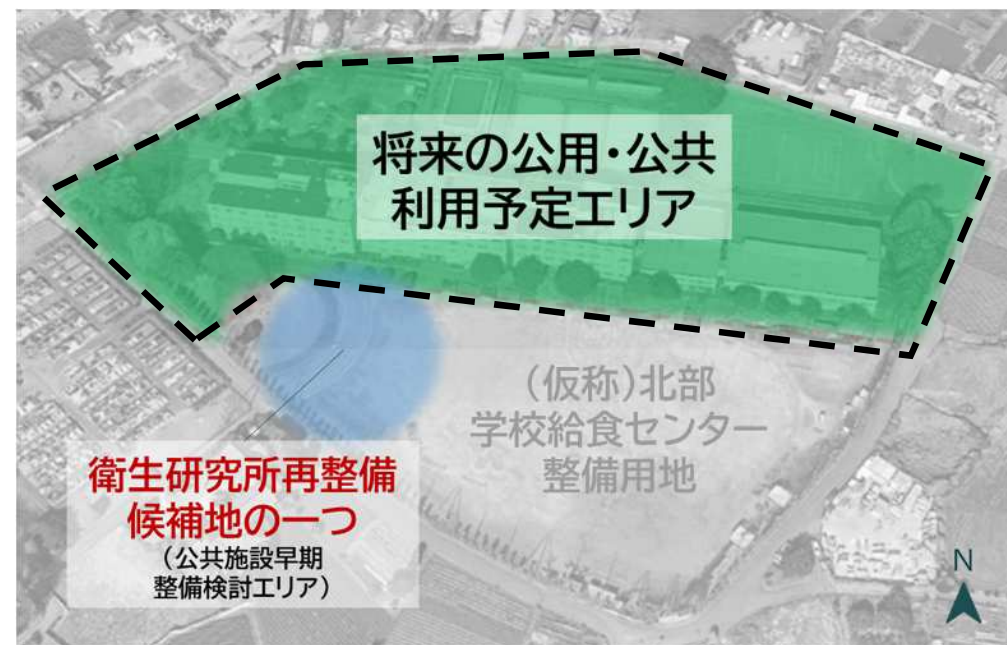 将来の公用・公共
利用予定エリア
(仮称)北部
学校給食センター
整備用地
衛生研究所再整備
候補地の一つ
(公共施設早期
整備検討エリア)
N